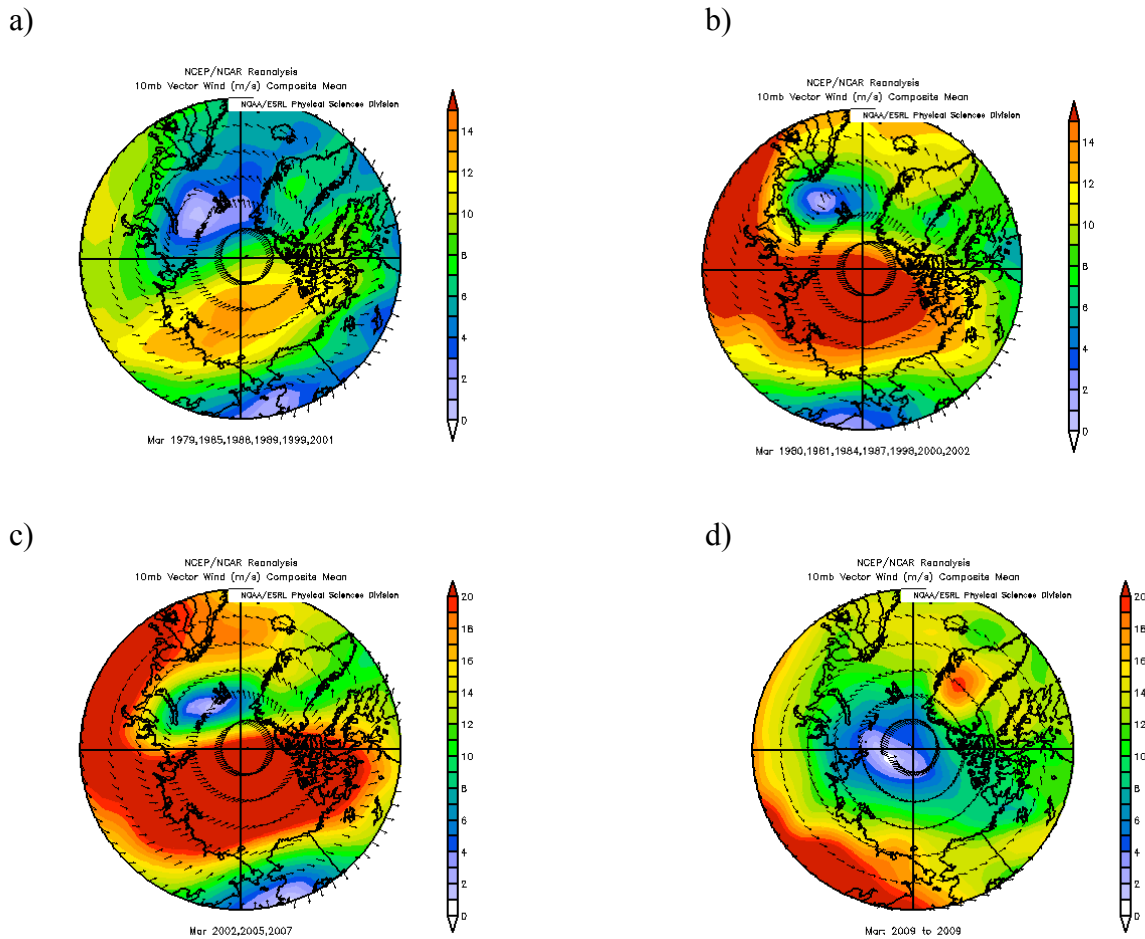 a)
NCEP/NCAR Reanalysis
10mb Vector Wind (m/s) Composite Mean
NOAA/ESRL Physical Sciences Division
14
12
10
8
6
4
2
0
Mar 1979,1985,1988,1989,1999,2001
b)
NCEP/NCAR Reanalysis
10mb Vector Wind (m/s) Composite Mean
NOAA/ESRL Physical Sciences Division
14
12
10
8
6
4
2
0
Mar 1980,1981,1984,1987,1998,2000,2002
c)
NCEP/NCAR Reanalysis
10mb Vector Wind (m/s) Composite Mean
NOAA/ESRL Physical Sciences Division
20
18
16
14
12
10
8
6
4
2
0
Mar 2002,2005,2007
d)
NCEP/NCAR Reanalysis
10mb Vector Wind (m/s) Composite Mean
NOAA/ESRL Physical Sciences Division
20
18
16
14
12
10
8
6
4
2
0
Mar: 2009 to 2009